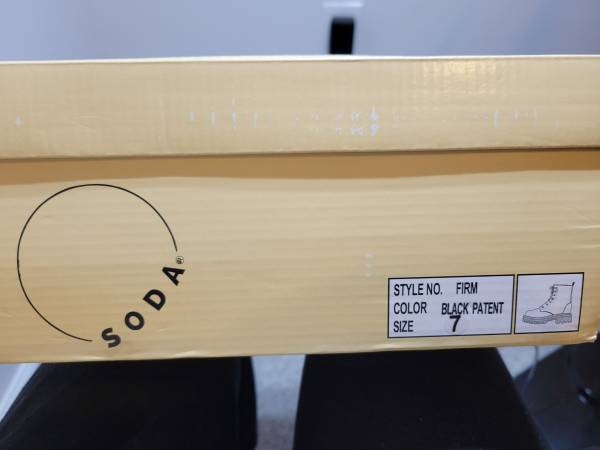 SODA®
STYLE NO. FIRM
COLOR BLACK PATENT
SIZE 7